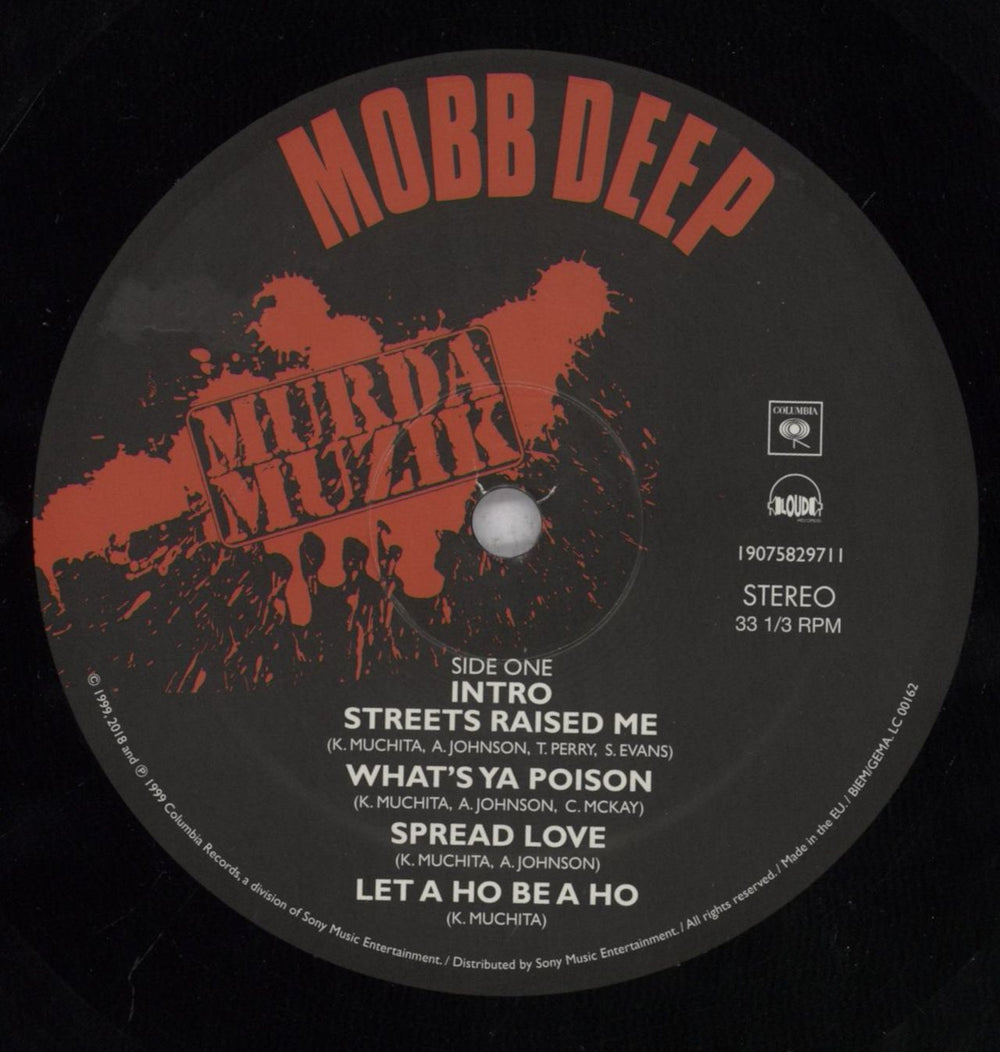 MOBB DEEP
MURDA
MUZIK
COLUMBIA
LOUD
RECORDS
19075829711
STEREO
33 1/3 RPM
SIDE ONE
INTRO
STREETS RAISED ME
(K. MUCHITA, A. JOHNSON, T. PERRY, S. EVANS)
WHAT'S YA POISON
(K. MUCHITA, A. JOHNSON, C. MCKAY)
SPREAD LOVE
(K. MUCHITA, A. JOHNSON)
LET A HO BE A HO
(K. MUCHITA)
© 1999, 2018 and ℗ 1999 Columbia Records, a division of Sony Music Entertainment. / Distributed by Sony Music Entertainment. / All rights reserved. / Made in the EU. / BIEM/GEMA. LC 00162